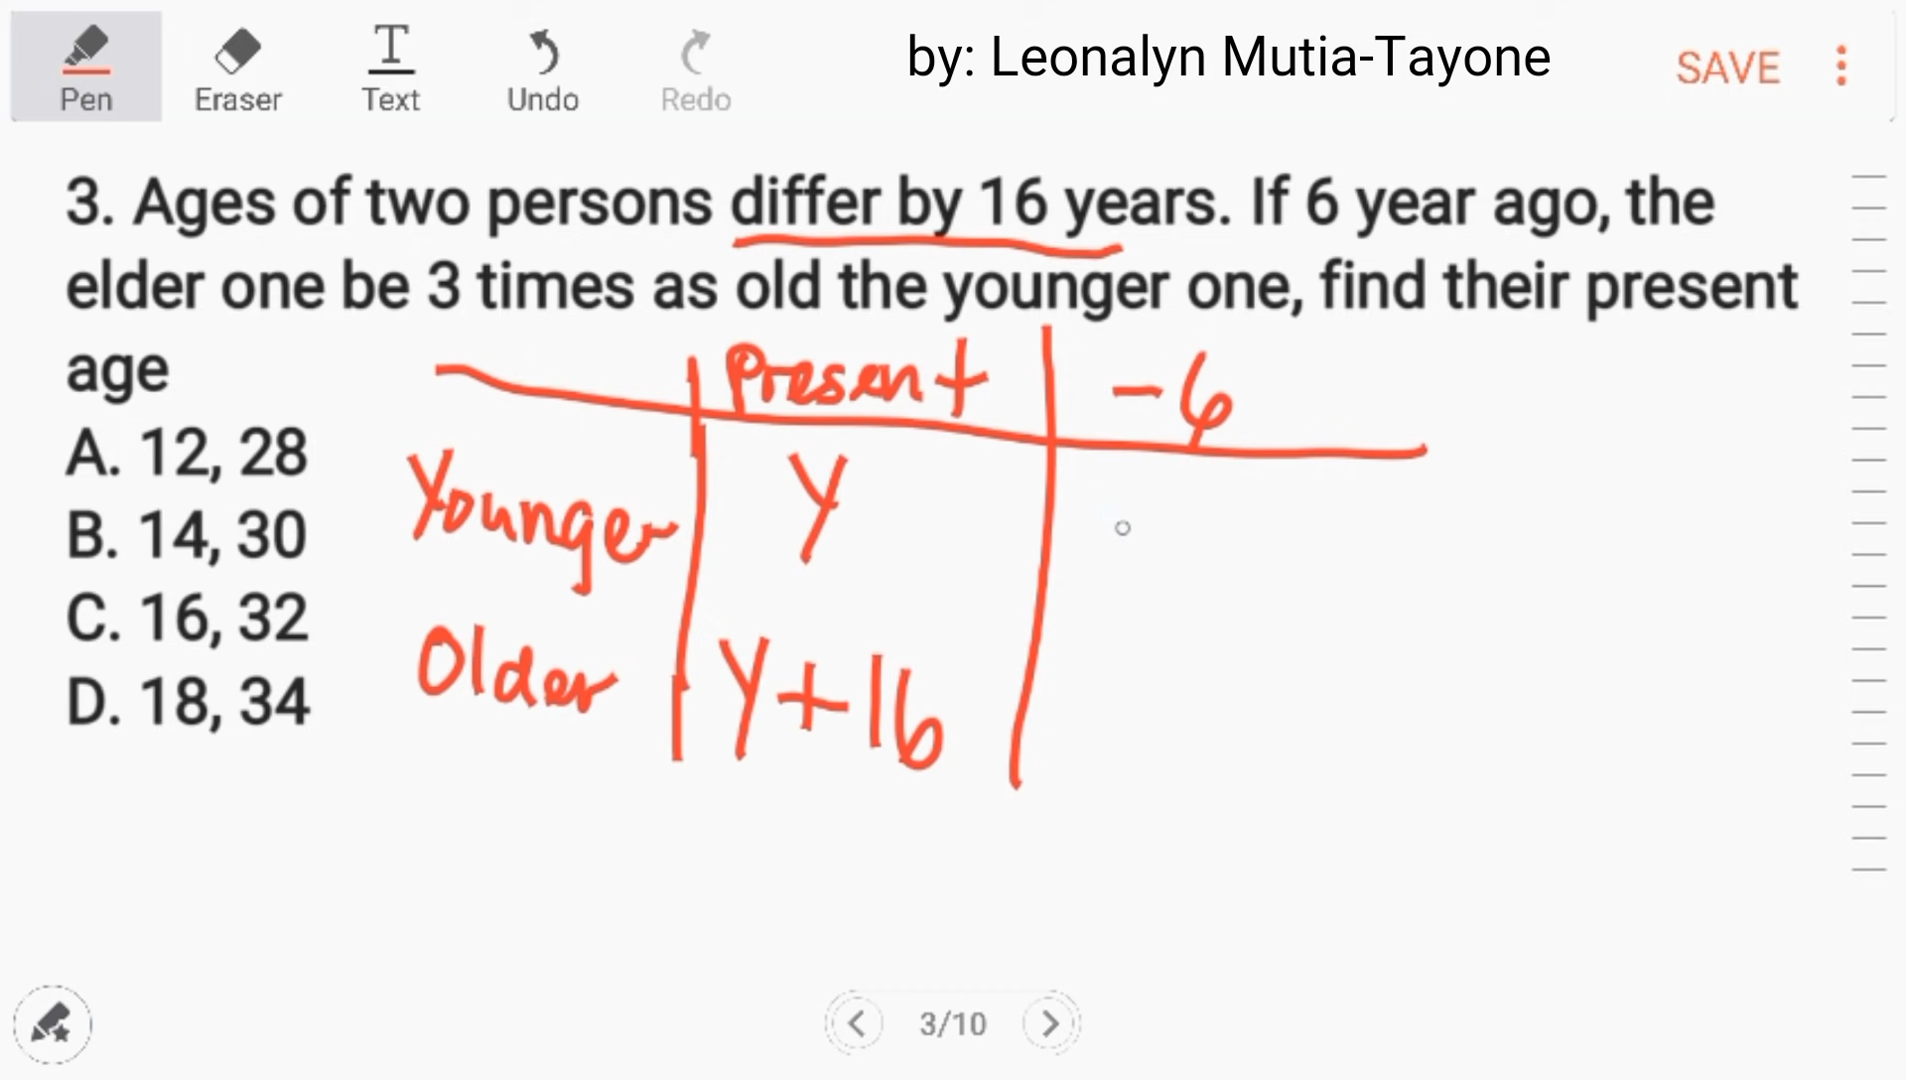 Pen
Eraser
Text
Undo
Redo
by: Leonalyn Mutia-Tayone
SAVE
3. Ages of two persons differ by 16 years. If 6 year ago, the
elder one be 3 times as old the younger one, find their present
age
A. 12, 28
B. 14, 30
C. 16, 32
D. 18, 34
Present -6
Younger Y
Older Y+16
3/10